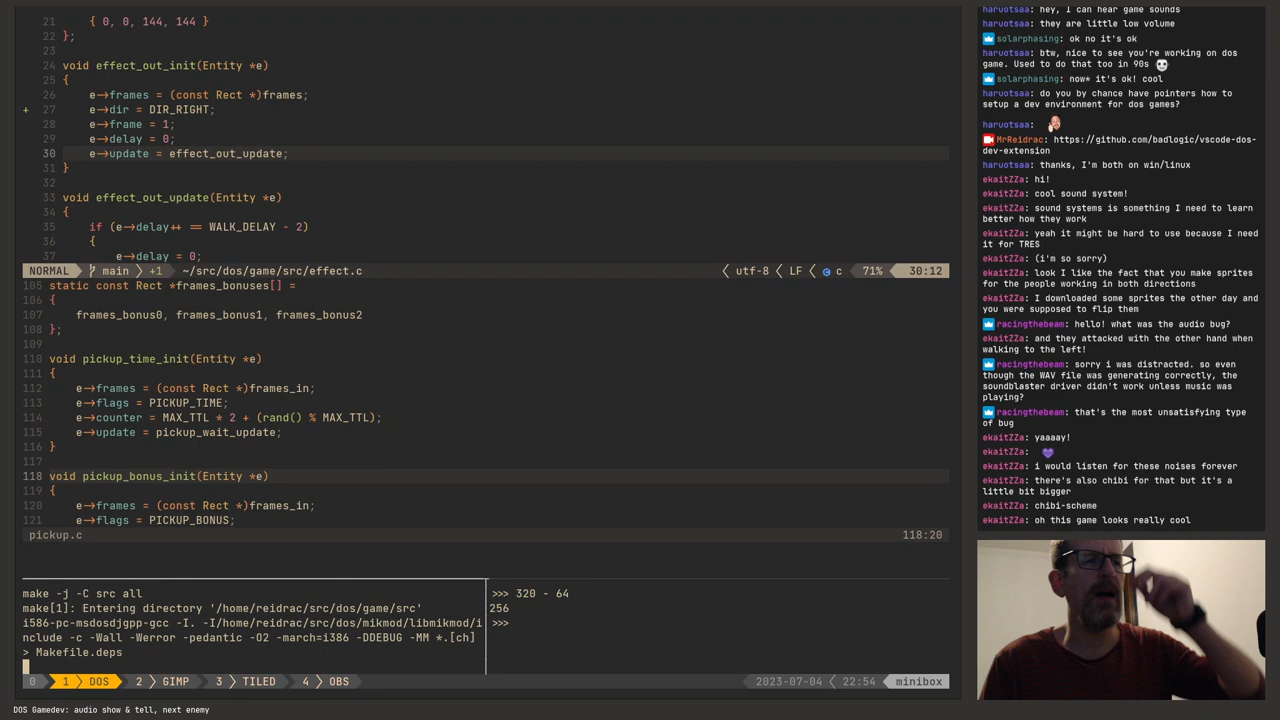 21     { 0, 0, 144, 144 }
22 };
23
24 void effect_out_init(Entity *e)
25 {
26     e->frames = (const Rect *)frames;
+ 27     e->dir = DIR_RIGHT;
28     e->frame = 1;
29     e->delay = 0;
30     e->update = effect_out_update;
31 }
32
33 void effect_out_update(Entity *e)
34 {
35     if (e->delay++ == WALK_DELAY - 2)
36     {
37         e->delay = 0;
NORMAL main +1 ~/src/dos/game/src/effect.c utf-8 LF c 71% 30:12
105 static const Rect *frames_bonuses[] =
106 {
107     frames_bonus0, frames_bonus1, frames_bonus2
108 };
109
110 void pickup_time_init(Entity *e)
111 {
112     e->frames = (const Rect *)frames_in;
113     e->flags = PICKUP_TIME;
114     e->counter = MAX_TTL * 2 + (rand() % MAX_TTL);
115     e->update = pickup_wait_update;
116 }
117
118 void pickup_bonus_init(Entity *e)
119 {
120     e->frames = (const Rect *)frames_in;
121     e->flags = PICKUP_BONUS;
pickup.c 118:20
make -j -C src all
make[1]: Entering directory '/home/reidrac/src/dos/game/src'
i586-pc-msdosdjgpp-gcc -I. -I/home/reidrac/src/dos/mikmod/libmikmod/i
nclude -c -Wall -Werror -pedantic -O2 -march=i386 -DDEBUG -MM *.[ch]
> Makefile.deps
>>> 320 - 64
256
>>>
0 1 DOS 2 GIMP 3 TILED 4 OBS 2023-07-04 22:54 minibox
DOS Gamedev: audio show & tell, next enemy
haruotsaa: hey, I can hear game sounds
haruotsaa: they are little low volume
solarphasing: ok no it's ok
haruotsaa: btw, nice to see you're working on dos
game. Used to do that too in 90s
solarphasing: now* it's ok! cool
haruotsaa: do you by chance have pointers how to
setup a dev environment for dos games?
haruotsaa:
MrReidrac: https://github.com/badlogic/vscode-dos-
dev-extension
haruotsaa: thanks, I'm both on win/linux
ekaitZZa: hi!
ekaitZZa: cool sound system!
ekaitZZa: sound systems is something I need to learn
better how they work
ekaitZZa: yeah it might be hard to use because I need
it for TRES
ekaitZZa: (i'm so sorry)
ekaitZZa: look I like the fact that you make sprites
for the people working in both directions
ekaitZZa: I downloaded some sprites the other day and
you were supposed to flip them
racingthebeam: hello! what was the audio bug?
ekaitZZa: and they attacked with the other hand when
walking to the left!
racingthebeam: sorry i was distracted. so even
though the WAV file was generating correctly, the
soundblaster driver didn't work unless music was
playing?
racingthebeam: that's the most unsatisfying type
of bug
ekaitZZa: yaaaay!
ekaitZZa:
ekaitZZa: i would listen for these noises forever
ekaitZZa: there's also chibi for that but it's a
little bit bigger
ekaitZZa: chibi-scheme
ekaitZZa: oh this game looks really cool